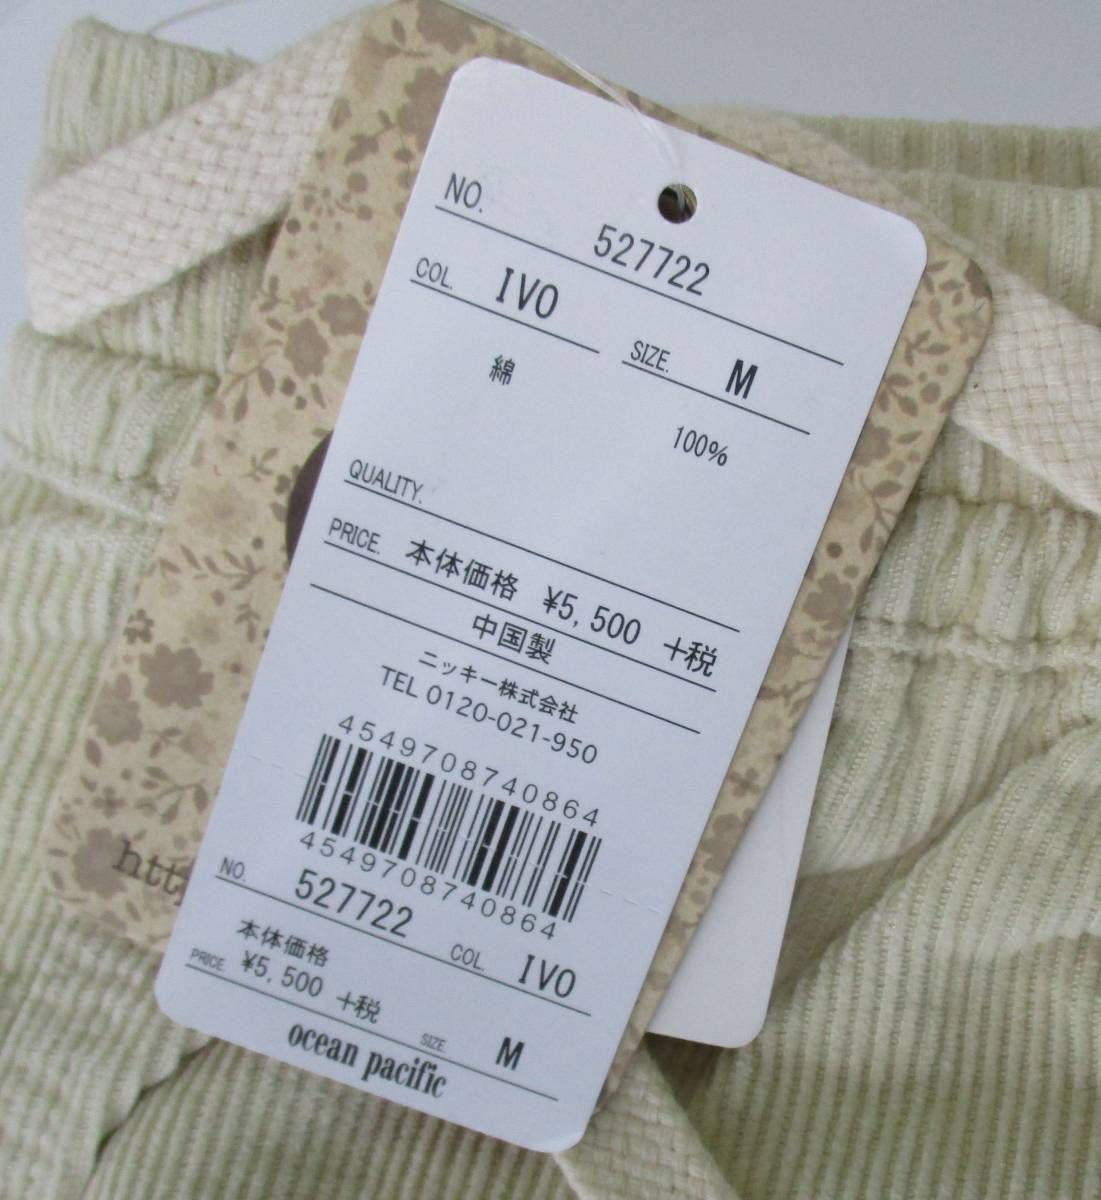 NO. 527722
COL. IVO SIZE. M
綿 100%
QUALITY.
PRICE. 本体価格 ¥5,500 +税
中国製
ニッキー株式会社
TEL 0120-021-950
4549708740864
4549708740864
NO. 527722 COL. IVO
本体価格
PRICE. ¥5,500 +税 SIZE. M
ocean pacific
http